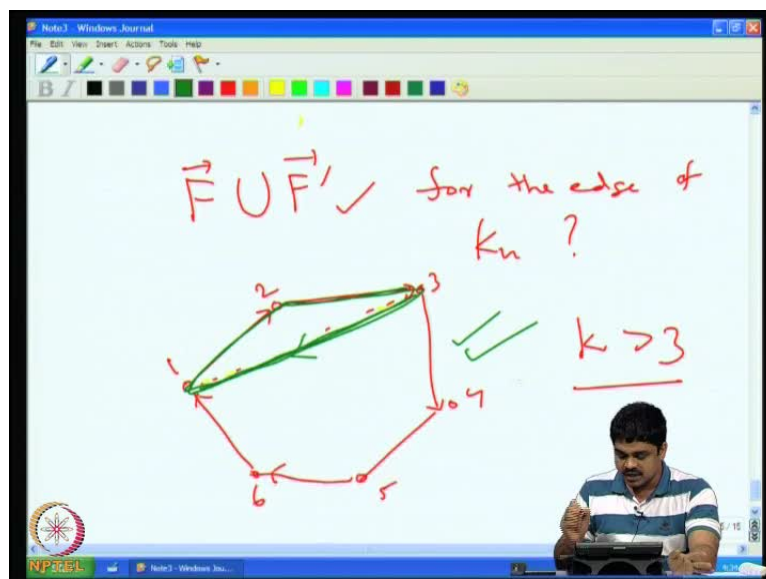 Note3 - Windows Journal
File Edit View Insert Actions Tools Help
B I
F⃗ ∪ F⃗' ✓ for the edge of
Kn ?
2
3
1
k > 3
4
6
5
NPTEL
Note3 - Windows Jou...